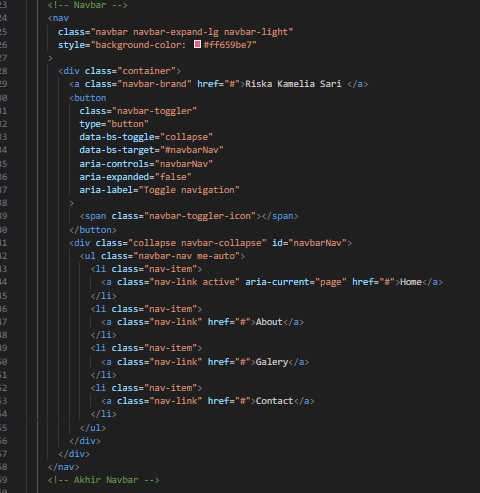 23 <!-- Navbar -->
24 <nav
25 class="navbar navbar-expand-lg navbar-light"
26 style="background-color: #ff659be7"
27 >
28 <div class="container">
29 <a class="navbar-brand" href="#">Riska Kamelia Sari </a>
30 <button
31 class="navbar-toggler"
32 type="button"
33 data-bs-toggle="collapse"
34 data-bs-target="#navbarNav"
35 aria-controls="navbarNav"
36 aria-expanded="false"
37 aria-label="Toggle navigation"
38 >
39 <span class="navbar-toggler-icon"></span>
40 </button>
41 <div class="collapse navbar-collapse" id="navbarNav">
42 <ul class="navbar-nav me-auto">
43 <li class="nav-item">
44 <a class="nav-link active" aria-current="page" href="#">Home</a>
45 </li>
46 <li class="nav-item">
47 <a class="nav-link" href="#">About</a>
48 </li>
49 <li class="nav-item">
50 <a class="nav-link" href="#">Galery</a>
51 </li>
52 <li class="nav-item">
53 <a class="nav-link" href="#">Contact</a>
54 </li>
55 </ul>
56 </div>
57 </div>
58 </nav>
59 <!-- Akhir Navbar -->